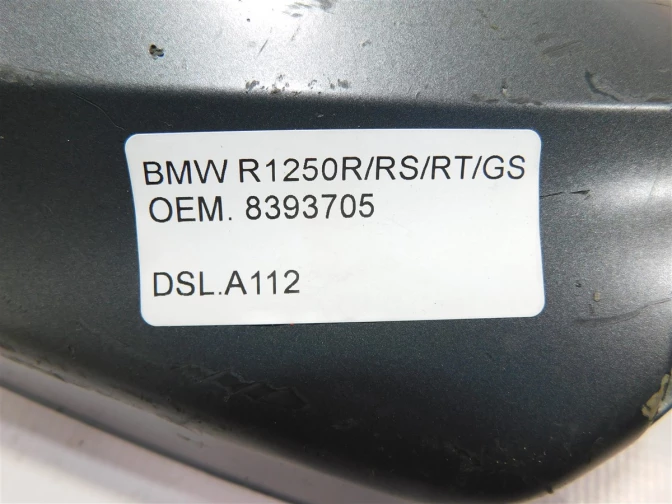 BMW R1250R/RS/RT/GS
OEM. 8393705
DSL.A112